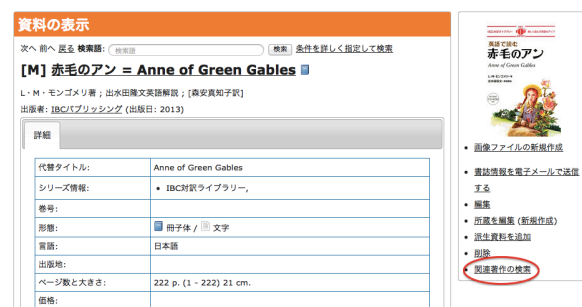 資料の表示
次へ 前へ 戻る 検索語: 検索語 検索 条件を詳しく指定して検索
[M] 赤毛のアン = Anne of Green Gables
L・M・モンゴメリ著 ; 出水田隆文英語解説 ; [森安真知子訳]
出版者: IBCパブリッシング (出版日: 2013)
詳細
代替タイトル: Anne of Green Gables
シリーズ情報: • IBC対訳ライブラリー,
巻号:
形態: 冊子体 / 文字
言語: 日本語
出版地:
ページ数と大きさ: 222 p. (1 - 222) 21 cm.
価格:
英語で読む
赤毛のアン
Anne of Green Gables
• 画像ファイルの新規作成
• 書誌情報を電子メールで送信
する
• 編集
• 所蔵を編集 (新規作成)
• 派生資料を追加
• 削除
• 関連著作の検索